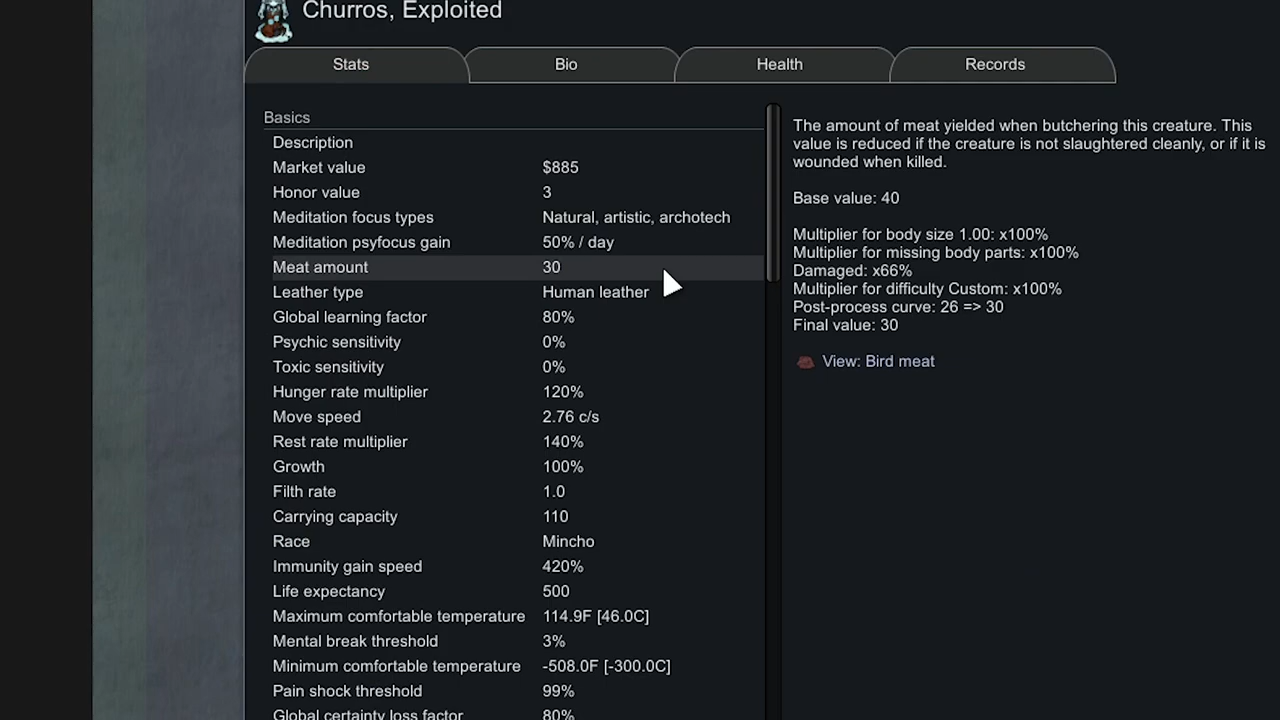 Churros, Exploited
Stats
Bio
Health
Records
Basics
Description
Market value $885
Honor value 3
Meditation focus types Natural, artistic, archotech
Meditation psyfocus gain 50% / day
Meat amount 30
Leather type Human leather
Global learning factor 80%
Psychic sensitivity 0%
Toxic sensitivity 0%
Hunger rate multiplier 120%
Move speed 2.76 c/s
Rest rate multiplier 140%
Growth 100%
Filth rate 1.0
Carrying capacity 110
Race Mincho
Immunity gain speed 420%
Life expectancy 500
Maximum comfortable temperature 114.9F [46.0C]
Mental break threshold 3%
Minimum comfortable temperature -508.0F [-300.0C]
Pain shock threshold 99%
Global certainty loss factor 80%
The amount of meat yielded when butchering this creature. This
value is reduced if the creature is not slaughtered cleanly, or if it is
wounded when killed.
Base value: 40
Multiplier for body size 1.00: x100%
Multiplier for missing body parts: x100%
Damaged: x66%
Multiplier for difficulty Custom: x100%
Post-process curve: 26 => 30
Final value: 30
View: Bird meat